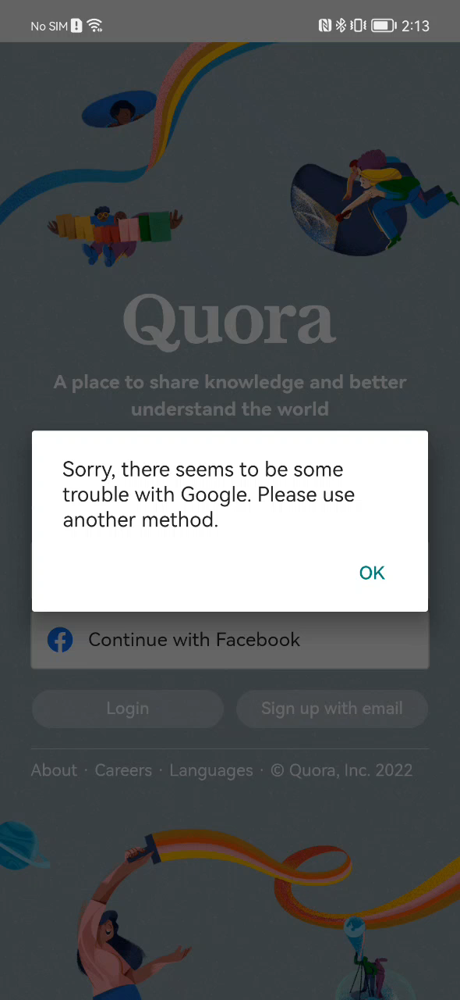 No SIM
2:13
Quora
A place to share knowledge and better
understand the world
Sorry, there seems to be some
trouble with Google. Please use
another method.
OK
Continue with Facebook
Login
Sign up with email
About · Careers · Languages · © Quora, Inc. 2022